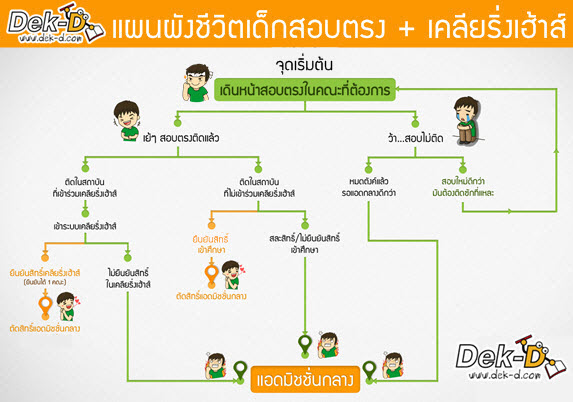 Dek-D
www.dek-d.com
แผนผังชีวิตเด็กสอบตรง + เคลียริ่งเฮ้าส์
จุดเริ่มต้น
เดินหน้าสอบตรงในคณะที่ต้องการ
เย้ๆ สอบตรงติดแล้ว
ว้า...สอบไม่ติด
ติดในสถาบัน
ที่เข้าร่วมเคลียริ่งเฮ้าส์
ติดในสถาบัน
ที่ไม่เข้าร่วมเคลียริ่งเฮ้าส์
หมดตังค์แล้ว
รอแอดกลางดีกว่า
สอบใหม่ดีกว่า
มันต้องติดซักที่แหละ
เข้าระบบเคลียริ่งเฮ้าส์
ยืนยันสิทธิ์
เข้าศึกษา
สละสิทธิ์/ไม่ยืนยันสิทธิ์
เข้าศึกษา
ยืนยันสิทธิ์เคลียริ่งเฮ้าส์
(ยืนยันได้ 1 คณะ)
ไม่ยืนยันสิทธิ์
ในเคลียริ่งเฮ้าส์
ตัดสิทธิ์แอดมิชชั่นกลาง
ตัดสิทธิ์แอดมิชชั่นกลาง
แอดมิชชั่นกลาง
Dek-D
www.dek-d.com